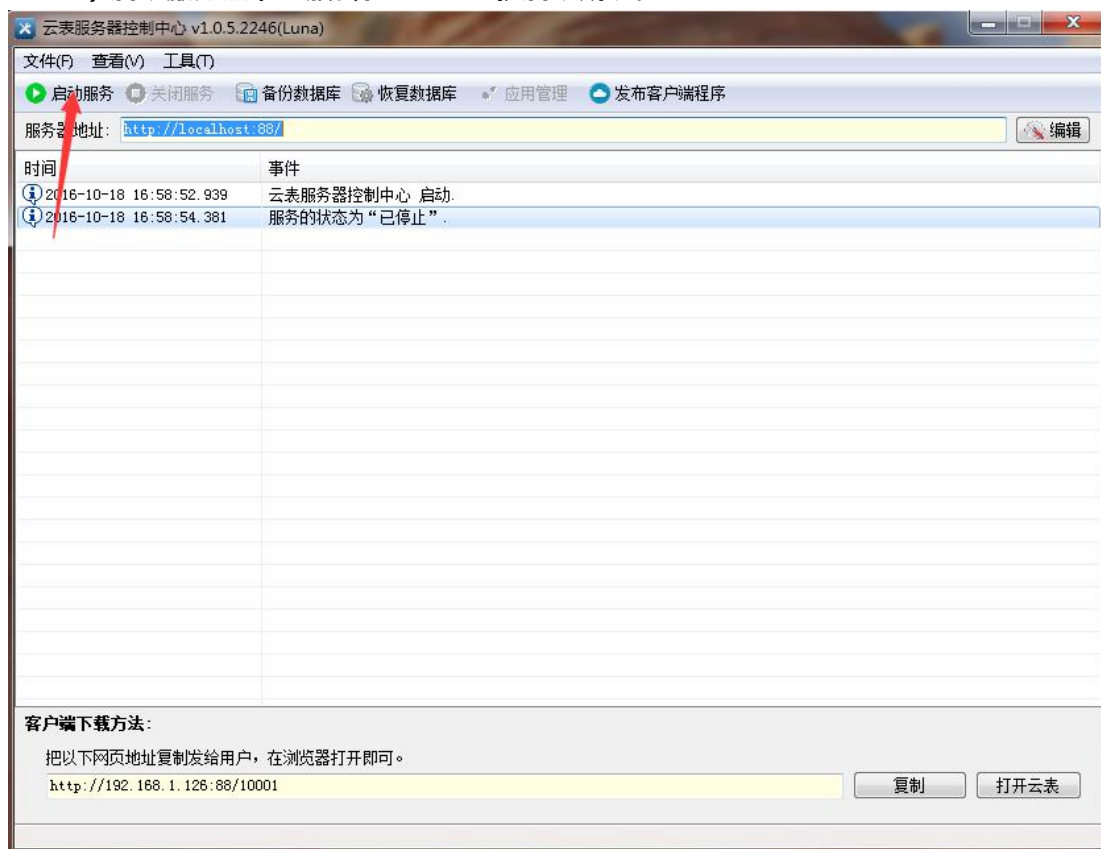 云表服务器控制中心 v1.0.5.2246(Luna)
文件(F) 查看(V) 工具(T)
启动服务 关闭服务 备份数据库 恢复数据库 应用管理 发布客户端程序
服务器地址: http://localhost:88/ 编辑
时间 事件
2016-10-18 16:58:52.939 云表服务器控制中心 启动.
2016-10-18 16:58:54.381 服务的状态为“已停止”.
客户端下载方法:
把以下网页地址复制发给用户，在浏览器打开即可。
http://192.168.1.126:88/10001 复制 打开云表